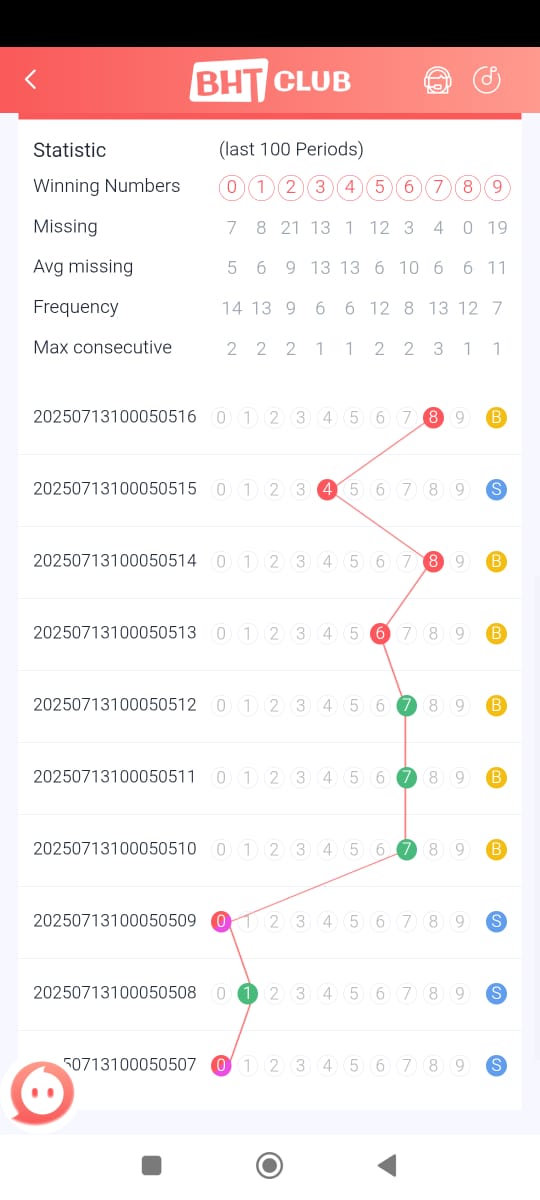 BHT CLUB
Statistic (last 100 Periods)
Winning Numbers 0 1 2 3 4 5 6 7 8 9
Missing 7 8 21 13 1 12 3 4 0 19
Avg missing 5 6 9 13 13 6 10 6 6 11
Frequency 14 13 9 6 6 12 8 13 12 7
Max consecutive 2 2 2 1 1 2 2 3 1 1
20250713100050516 0 1 2 3 4 5 6 7 8 9 B
20250713100050515 0 1 2 3 4 5 6 7 8 9 S
20250713100050514 0 1 2 3 4 5 6 7 8 9 B
20250713100050513 0 1 2 3 4 5 6 7 8 9 B
20250713100050512 0 1 2 3 4 5 6 7 8 9 B
20250713100050511 0 1 2 3 4 5 6 7 8 9 B
20250713100050510 0 1 2 3 4 5 6 7 8 9 B
20250713100050509 0 1 2 3 4 5 6 7 8 9 S
20250713100050508 0 1 2 3 4 5 6 7 8 9 S
50713100050507 0 1 2 3 4 5 6 7 8 9 S